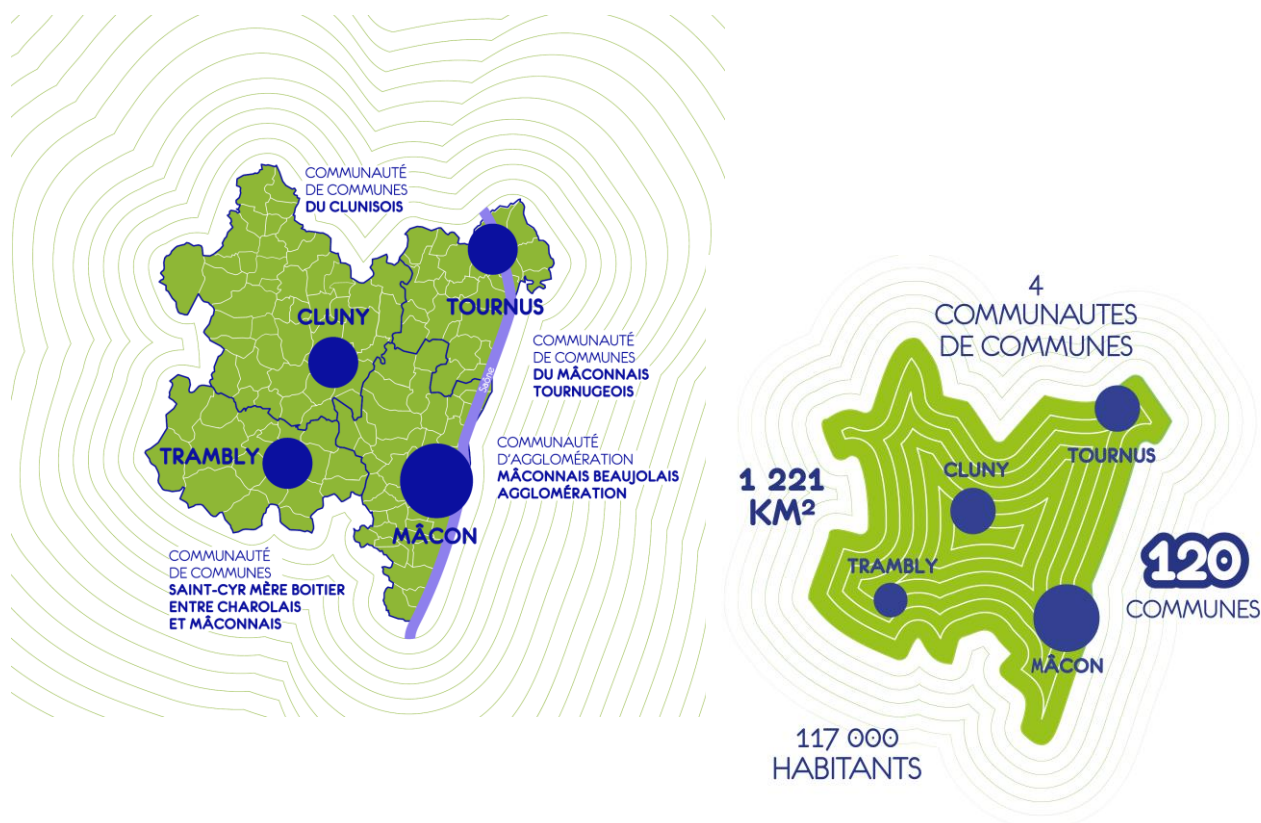 COMMUNAUTÉ
DE COMMUNES
DU CLUNISOIS
CLUNY
TOURNUS
COMMUNAUTÉ
DE COMMUNES
DU MÂCONNAIS
TOURNUGEOIS
Saône
COMMUNAUTÉ
D'AGGLOMÉRATION
MÂCONNAIS BEAUJOLAIS
AGGLOMÉRATION
TRAMBLY
MÂCON
COMMUNAUTÉ
DE COMMUNES
SAINT-CYR MÈRE BOITIER
ENTRE CHAROLAIS
ET MÂCONNAIS
4
COMMUNAUTES
DE COMMUNES
TOURNUS
CLUNY
1 221
KM²
120
COMMUNES
TRAMBLY
MÂCON
117 000
HABITANTS